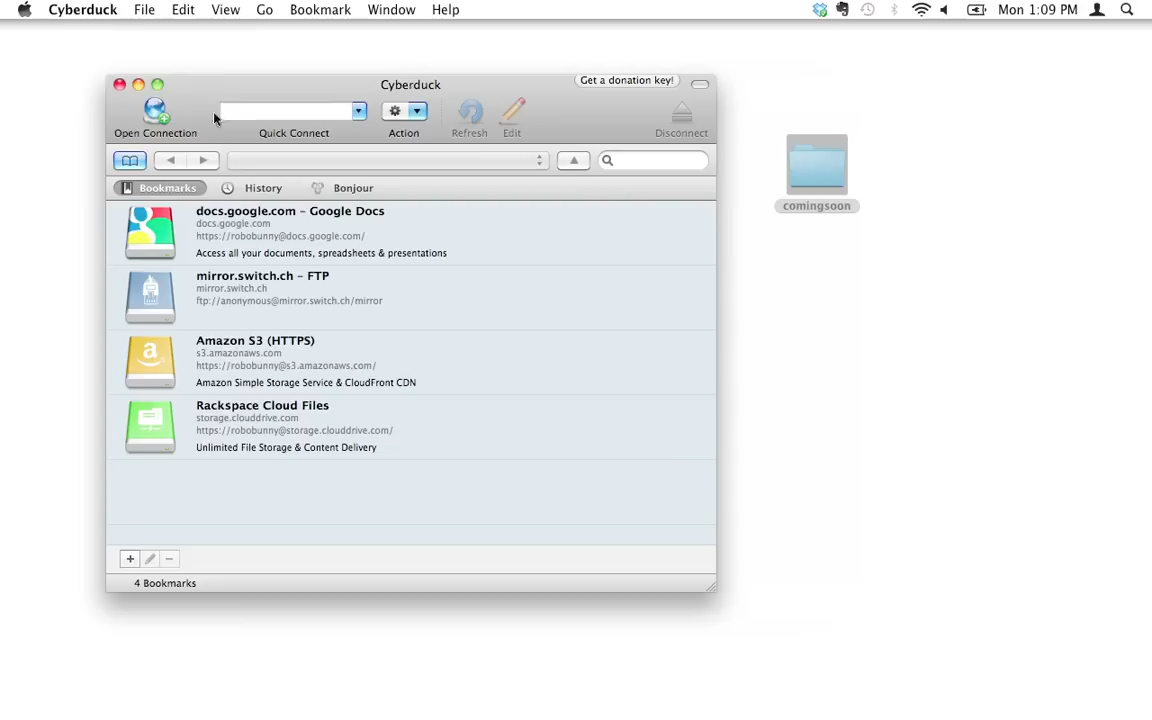 Cyberduck File Edit View Go Bookmark Window Help Mon 1:09 PM
Cyberduck
Get a donation key!
Open Connection
Quick Connect
Action
Refresh
Edit
Disconnect
Bookmarks
History
Bonjour
docs.google.com – Google Docs
docs.google.com
https://robobunny@docs.google.com/
Access all your documents, spreadsheets & presentations
mirror.switch.ch – FTP
mirror.switch.ch
ftp://anonymous@mirror.switch.ch/mirror
Amazon S3 (HTTPS)
s3.amazonaws.com
https://robobunny@s3.amazonaws.com/
Amazon Simple Storage Service & CloudFront CDN
Rackspace Cloud Files
storage.clouddrive.com
https://robobunny@storage.clouddrive.com/
Unlimited File Storage & Content Delivery
4 Bookmarks
comingsoon